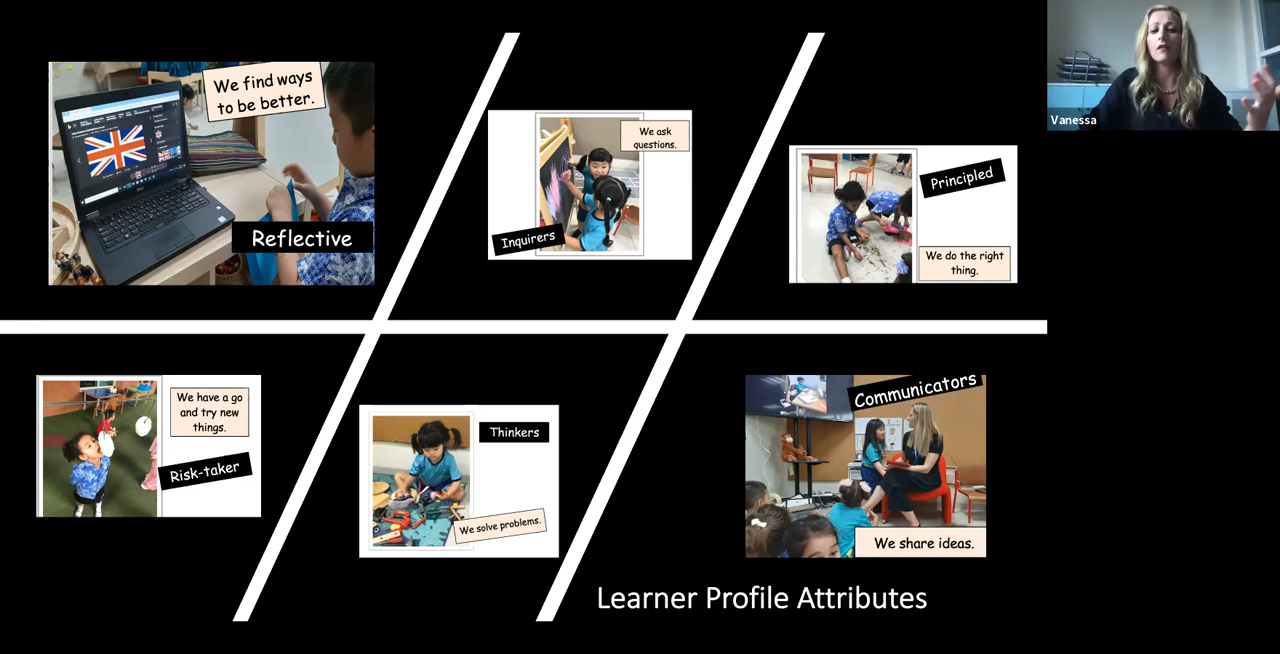 We find ways
to be better.
Reflective
We ask
questions.
Inquirers
Principled
We do the right
thing.
Vanessa
We have a go
and try new
things.
Risk-taker
Thinkers
We solve problems.
Communicators
We share ideas.
Learner Profile Attributes